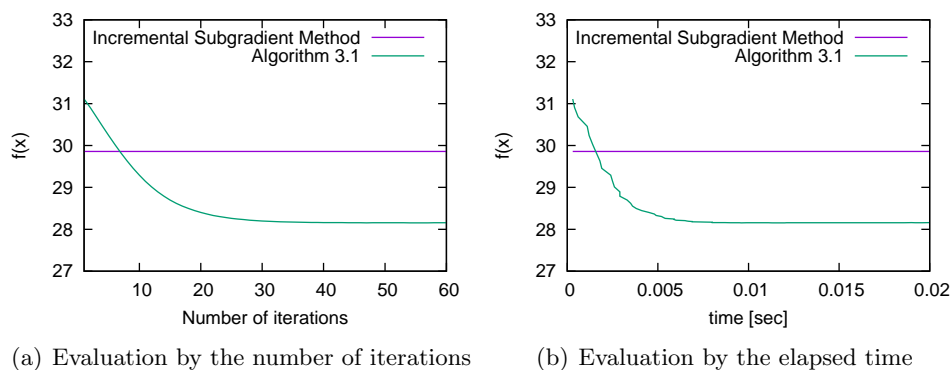 33
32
31
30
29
28
27
f(x)
Incremental Subgradient Method
Algorithm 3.1
10 20 30 40 50 60
Number of iterations
(a) Evaluation by the number of iterations
33
32
31
30
29
28
27
f(x)
Incremental Subgradient Method
Algorithm 3.1
0 0.005 0.01 0.015 0.02
time [sec]
(b) Evaluation by the elapsed time